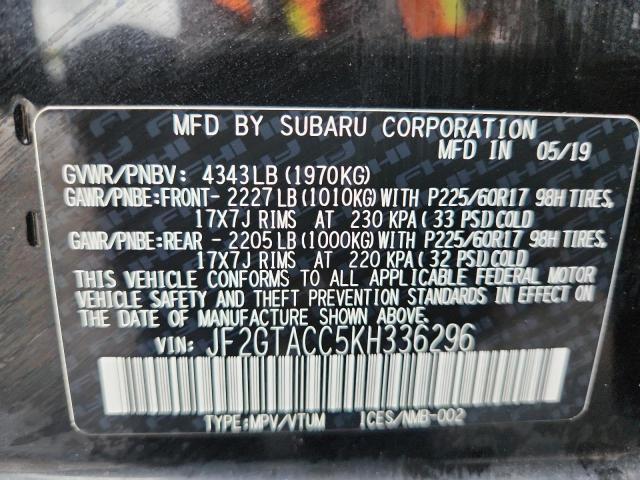 MFD BY SUBARU CORPORATION
MFD IN 05/19
GVWR/PNBV: 4343LB (1970KG)
GAWR/PNBE:FRONT- 2227 LB (1010KG) WITH P225/60R17 98H TIRES,
17X7J RIMS AT 230 KPA ( 33 PSI) COLD
GAWR/PNBE:REAR - 2205 LB (1000KG) WITH P225/60R17 98H TIRES,
17X7J RIMS AT 220 KPA ( 32 PSI) COLD
THIS VEHICLE CONFORMS TO ALL APPLICABLE FEDERAL MOTOR
VEHICLE SAFETY AND THEFT PREVENTION STANDARDS IN EFFECT ON
THE DATE OF MANUFACTURE SHOWN ABOVE.
VIN: JF2GTACC5KH336296
TYPE:MPV/VTUM ICES/NMB-002